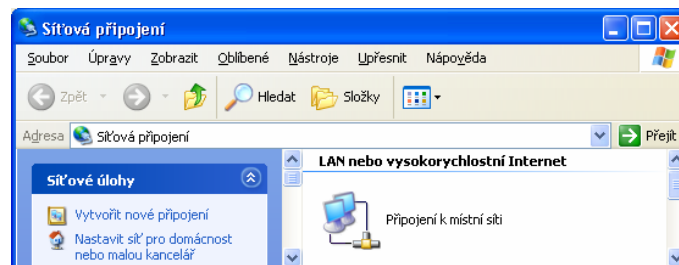 Síťová připojení
Soubor Úpravy Zobrazit Oblíbené Nástroje Upřesnit Nápověda
Zpět Hledat Složky
Adresa Síťová připojení Přejít
LAN nebo vysokorychlostní Internet
Síťové úlohy
Vytvořit nové připojení
Nastavit síť pro domácnost
nebo malou kancelář
Připojení k místní síti